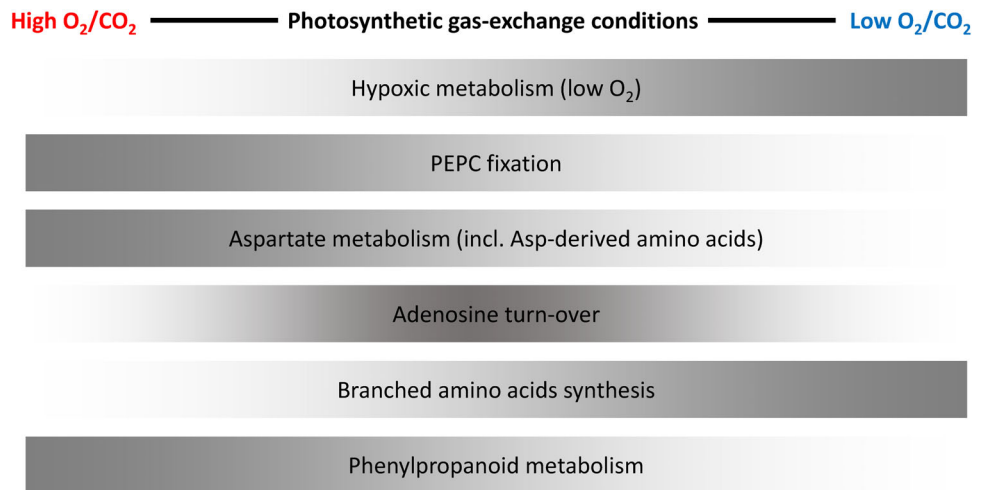 High O₂/CO₂ Photosynthetic gas-exchange conditions Low O₂/CO₂
Hypoxic metabolism (low O₂)
PEPC fixation
Aspartate metabolism (incl. Asp-derived amino acids)
Adenosine turn-over
Branched amino acids synthesis
Phenylpropanoid metabolism